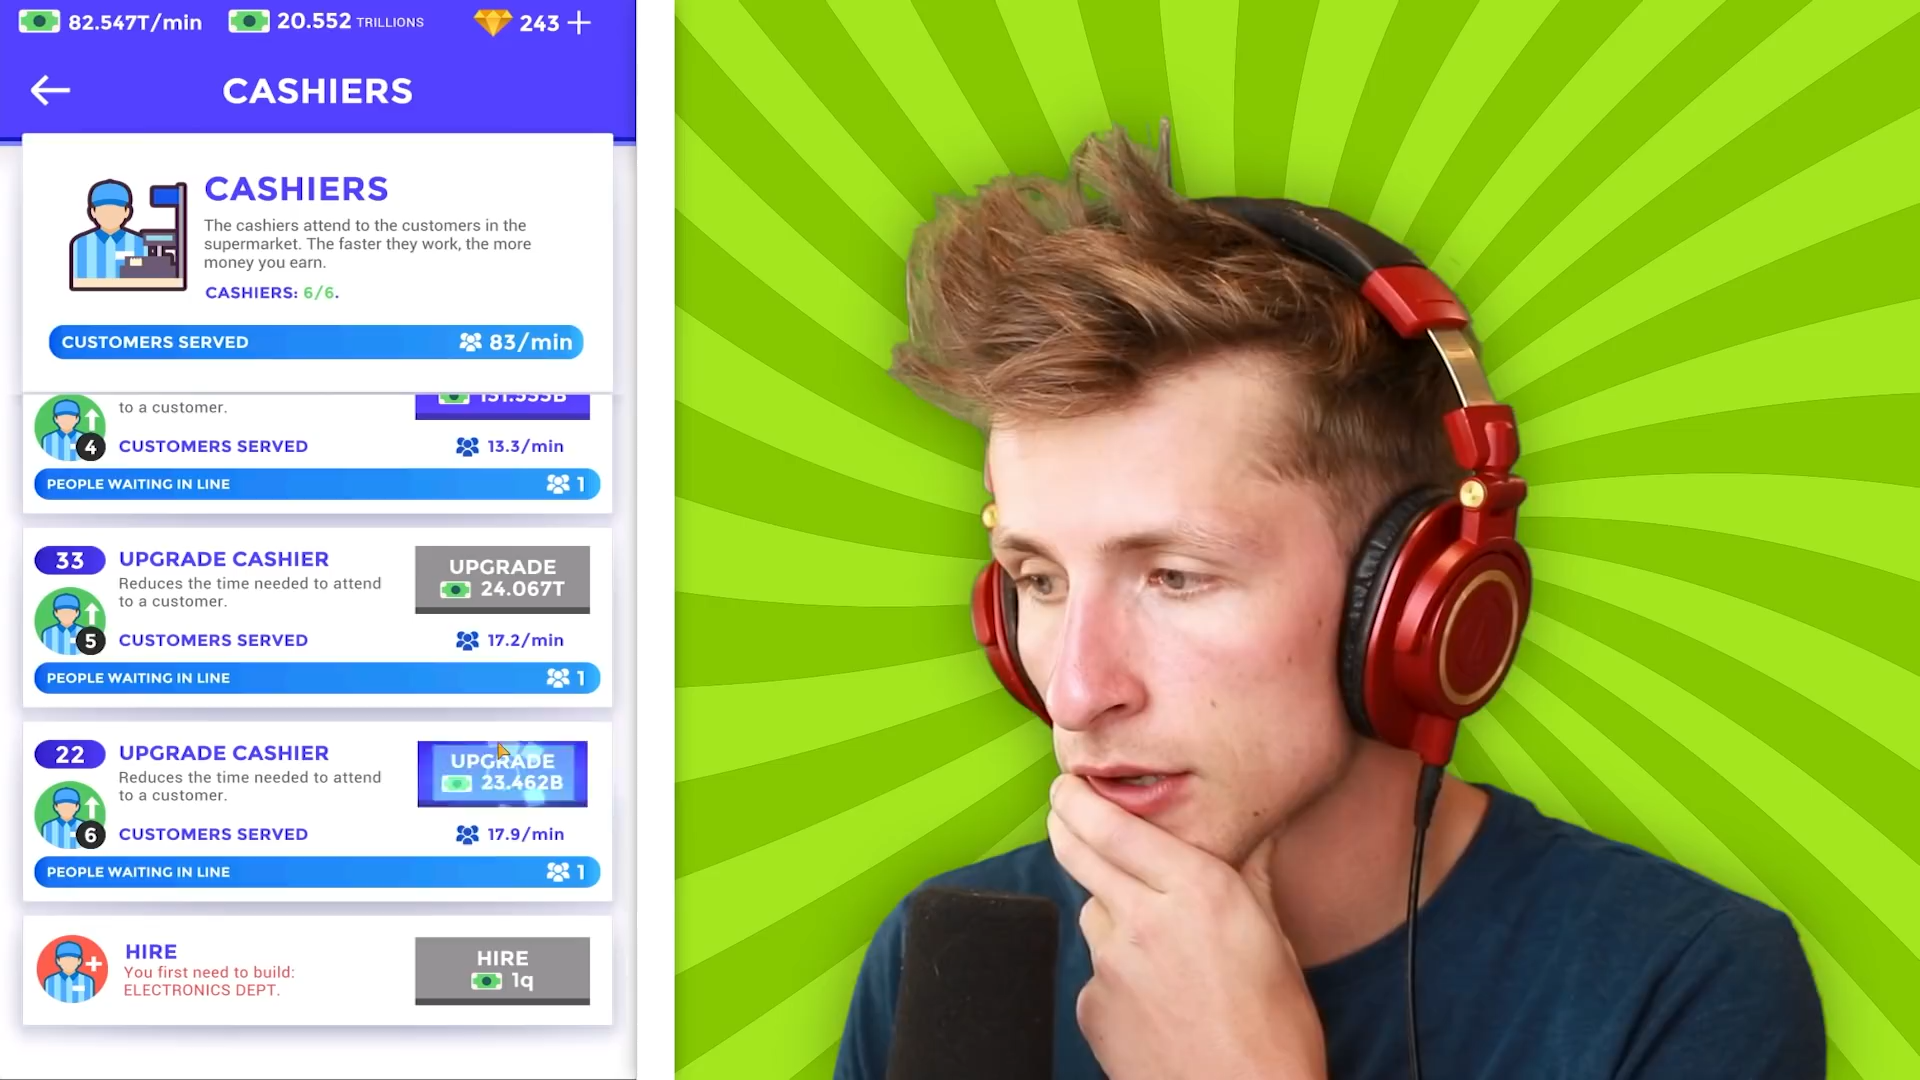 82.547T/min 20.552 TRILLIONS 243 +
CASHIERS
CASHIERS
The cashiers attend to the customers in the
supermarket. The faster they work, the more
money you earn.
CASHIERS: 6/6.
CUSTOMERS SERVED 83/min
to a customer.
4 CUSTOMERS SERVED 13.3/min
PEOPLE WAITING IN LINE 1
33 UPGRADE CASHIER UPGRADE
Reduces the time needed to attend 24.067T
to a customer.
5 CUSTOMERS SERVED 17.2/min
PEOPLE WAITING IN LINE 1
22 UPGRADE CASHIER UPGRADE
Reduces the time needed to attend 23.462B
to a customer.
6 CUSTOMERS SERVED 17.9/min
PEOPLE WAITING IN LINE 1
HIRE HIRE
You first need to build: 1q
ELECTRONICS DEPT.